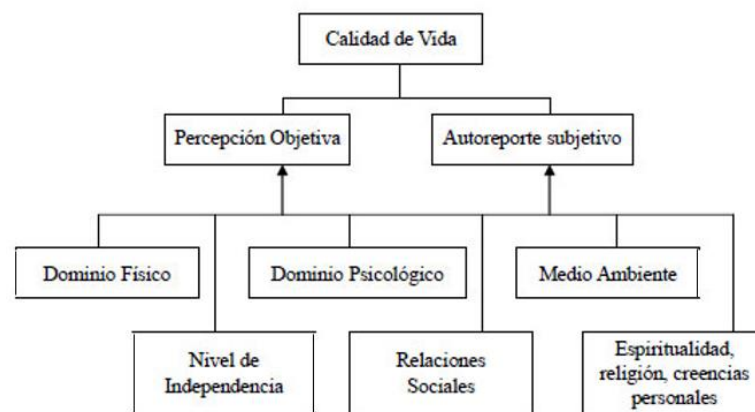 Calidad de Vida
Percepción Objetiva
Autoreporte subjetivo
Dominio Físico
Dominio Psicológico
Medio Ambiente
Nivel de
Independencia
Relaciones
Sociales
Espiritualidad,
religión, creencias
personales